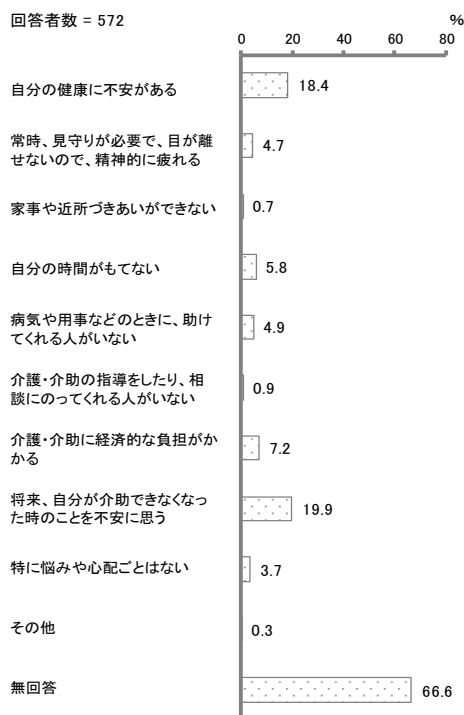 回答者数 = 572
%
0 20 40 60 80
自分の健康に不安がある
18.4
常時、見守りが必要で、目が離
せないので、精神的に疲れる
4.7
家事や近所づきあいができない
0.7
自分の時間がもてない
5.8
病気や用事などのときに、助け
てくれる人がいない
4.9
介護・介助の指導をしたり、相
談にのってくれる人がいない
0.9
介護・介助に経済的な負担がか
かる
7.2
将来、自分が介助できなくなっ
た時のことを不安に思う
19.9
特に悩みや心配ごとはない
3.7
その他
0.3
無回答
66.6